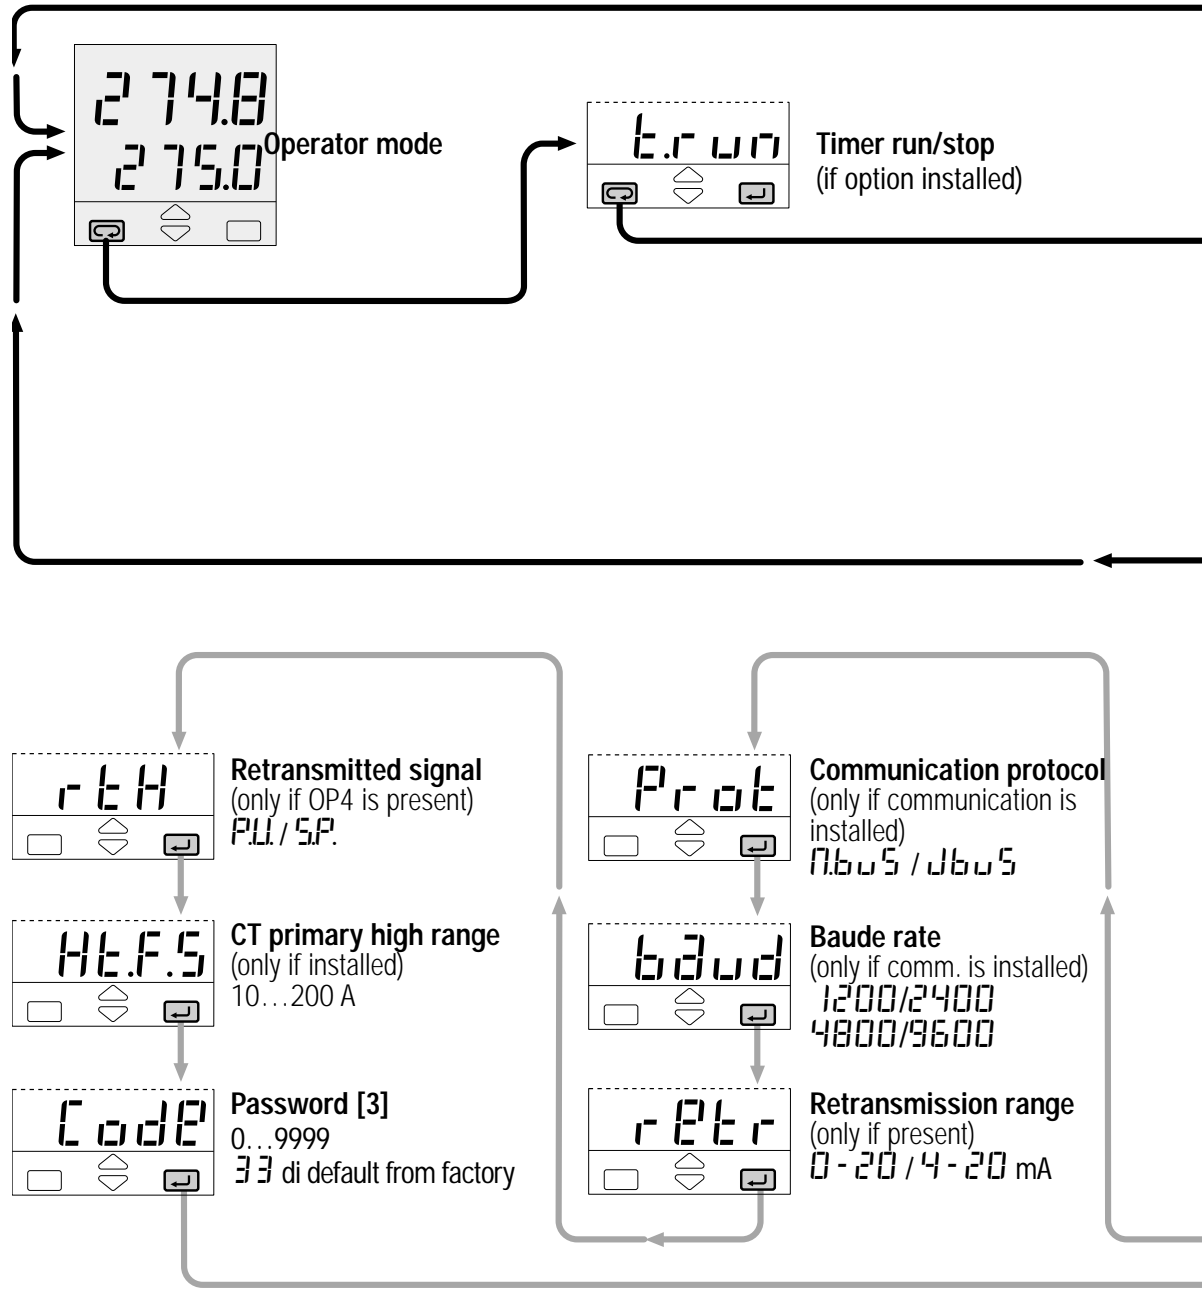 274.8
275.0
Operator mode
t.run
Timer run/stop
(if option installed)
rtH
Retransmitted signal
(only if OP4 is present)
P.U. / S.P.
Ht.F.S
CT primary high range
(only if installed)
10…200 A
Code
Password [3]
0…9999
33 di default from factory
Prot
Communication protocol
(only if communication is
installed)
M.buS / JbuS
baud
Baude rate
(only if comm. is installed)
1200/2400
4800/9600
retr
Retransmission range
(only if present)
0-20 / 4-20 mA